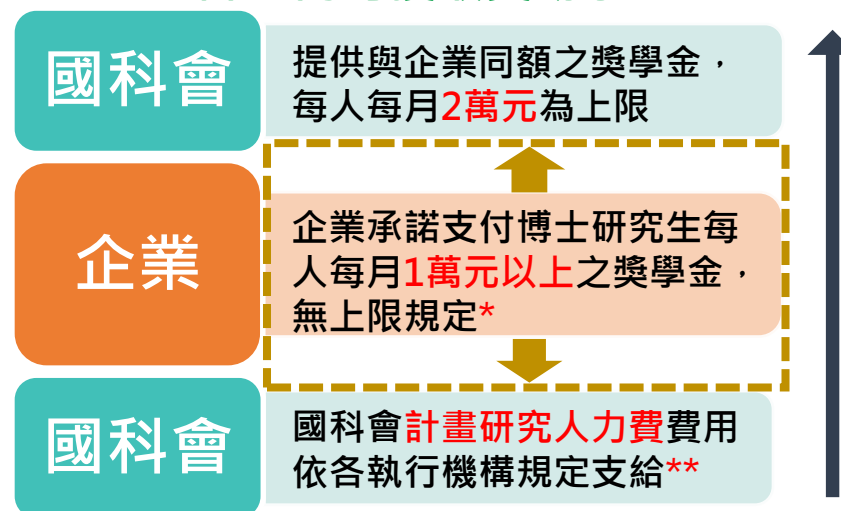 國科會
提供與企業同額之獎學金，
每人每月2萬元為上限
企業
企業承諾支付博士研究生每
人每月1萬元以上之獎學金，
無上限規定*
國科會
國科會計畫研究人力費費用
依各執行機構規定支給**